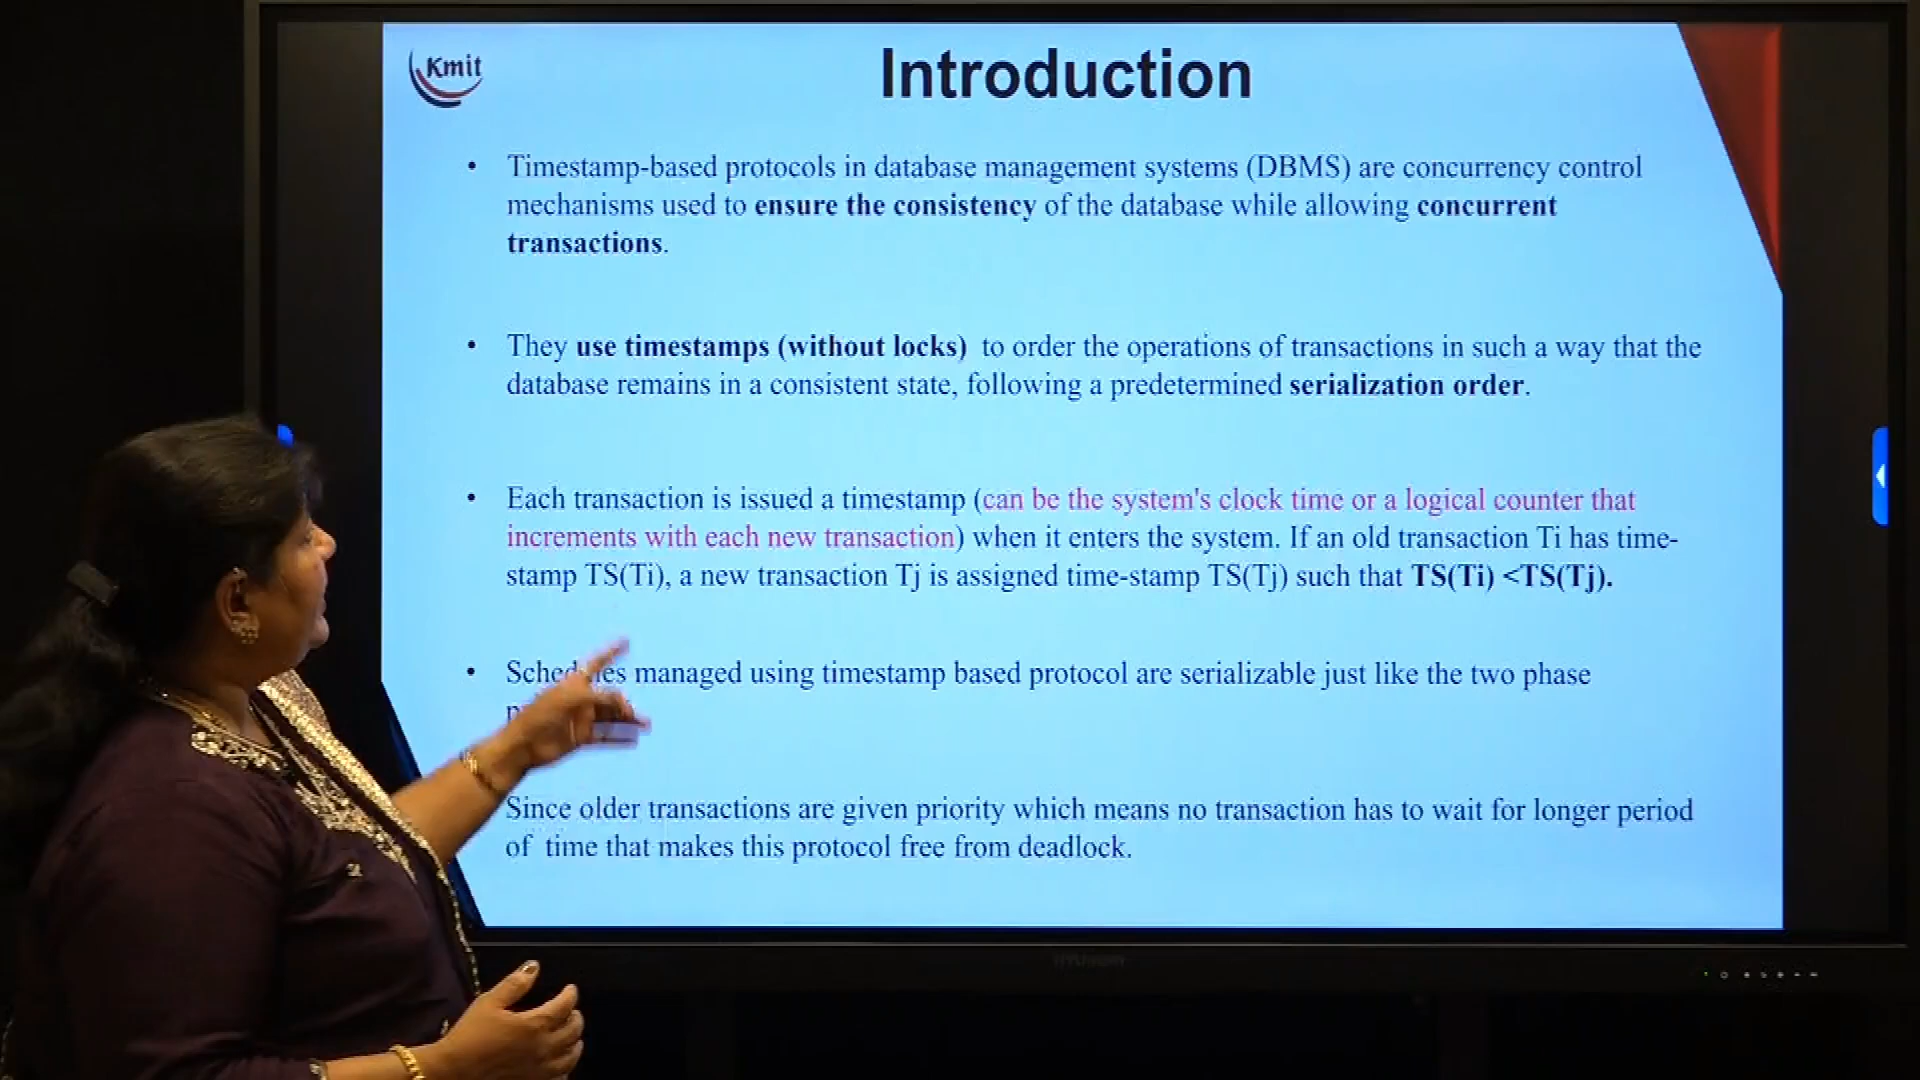 Kmit
Introduction
• Timestamp-based protocols in database management systems (DBMS) are concurrency control
mechanisms used to ensure the consistency of the database while allowing concurrent
transactions.
• They use timestamps (without locks) to order the operations of transactions in such a way that the
database remains in a consistent state, following a predetermined serialization order.
• Each transaction is issued a timestamp (can be the system's clock time or a logical counter that
increments with each new transaction) when it enters the system. If an old transaction Ti has time-
stamp TS(Ti), a new transaction Tj is assigned time-stamp TS(Tj) such that TS(Ti) <TS(Tj).
• Schedules managed using timestamp based protocol are serializable just like the two phase
Since older transactions are given priority which means no transaction has to wait for longer period
of time that makes this protocol free from deadlock.